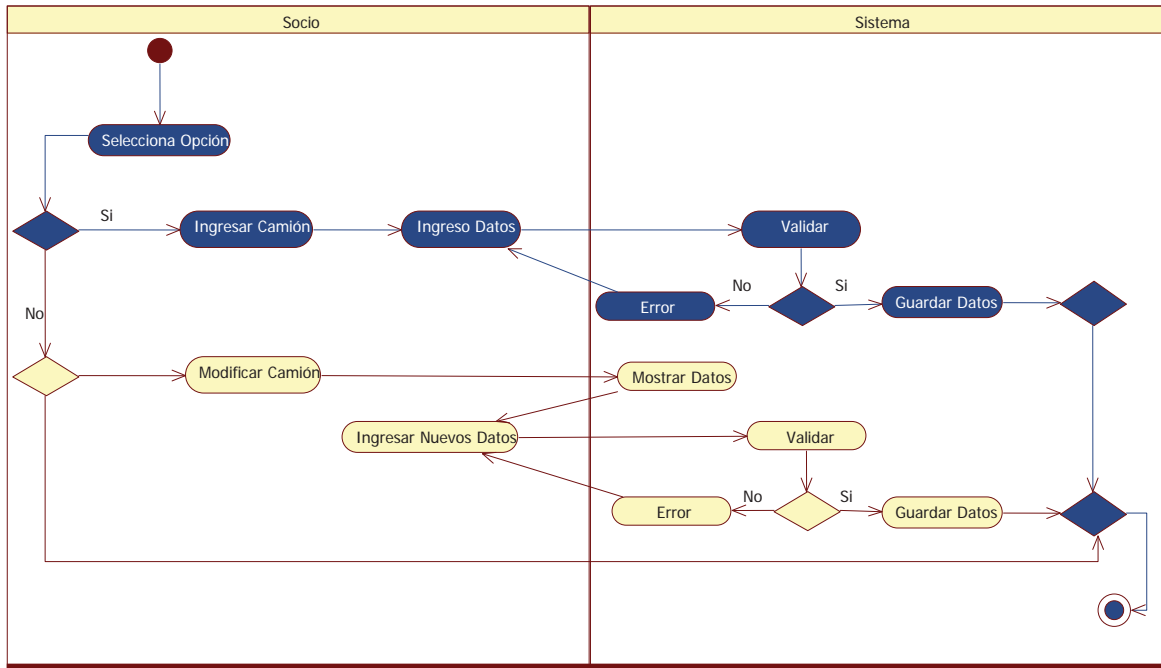 Socio
Sistema
Selecciona Opción
Si
Ingresar Camión
Ingreso Datos
Validar
No
Si
Error
Guardar Datos
No
Modificar Camión
Mostrar Datos
Ingresar Nuevos Datos
Validar
No
Si
Error
Guardar Datos